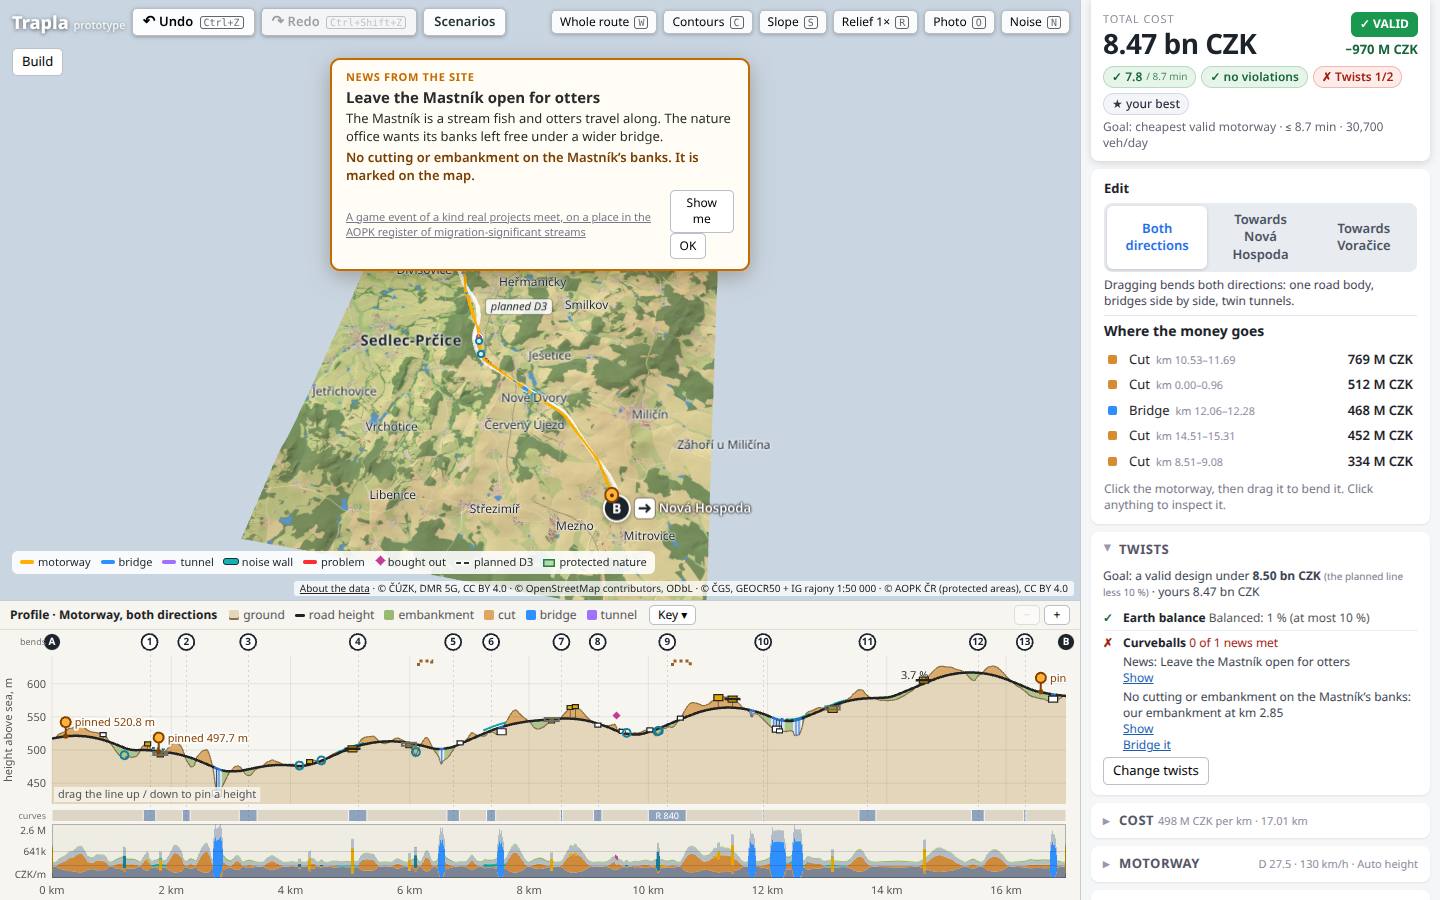 Trapla prototype
↶ Undo Ctrl+Z
↷ Redo Ctrl+Shift+Z
Scenarios
Whole route W
Contours C
Slope S
Relief 1× R
Photo O
Noise N
Build
NEWS FROM THE SITE
Leave the Mastník open for otters
The Mastník is a stream fish and otters travel along. The nature
office wants its banks left free under a wider bridge.
No cutting or embankment on the Mastník's banks. It is
marked on the map.
A game event of a kind real projects meet, on a place in the
AOPK register of migration-significant streams
Show
me
OK
Heřmaničky
planned D3
Smilkov
Sedlec-Prčice
Ješetice
Jetřichovice
Nové Dvory
Miličín
Vrchotice
Červený Újezd
Záhoří u Miličína
Libenice
Střezimíř
B
Nová Hospoda
Mezno
Mitrovice
motorway
bridge
tunnel
noise wall
problem
bought out
planned D3
protected nature
About the data · © ČÚZK, DMR 5G, CC BY 4.0 · © OpenStreetMap contributors, ODbL · © ČGS, GEOCR50 + IG rajony 1:50 000 · © AOPK ČR (protected areas), CC BY 4.0
Profile · Motorway, both directions
ground
road height
embankment
cut
bridge
tunnel
Key ▾
−
+
bends
A 1 2 3 4 5 6 7 8 9 10 11 12 13 B
height above sea, m
600
550
500
450
pinned 520.8 m
pinned 497.7 m
3.7 %
pin
drag the line up / down to pin a height
curves
R 840
2.6 M
641k
CZK/m
0 km
2 km
4 km
6 km
8 km
10 km
12 km
14 km
16 km
TOTAL COST
✓ VALID
8.47 bn CZK
−970 M CZK
✓ 7.8 / 8.7 min
✓ no violations
✗ Twists 1/2
★ your best
Goal: cheapest valid motorway · ≤ 8.7 min · 30,700
veh/day
Edit
Both
directions
Towards
Nová
Hospoda
Towards
Voračice
Dragging bends both directions: one road body,
bridges side by side, twin tunnels.
Where the money goes
Cut km 10.53–11.69 769 M CZK
Cut km 0.00–0.96 512 M CZK
Bridge km 12.06–12.28 468 M CZK
Cut km 14.51–15.31 452 M CZK
Cut km 8.51–9.08 334 M CZK
Click the motorway, then drag it to bend it. Click
anything to inspect it.
▼ TWISTS
Goal: a valid design under 8.50 bn CZK (the planned line
less 10 %) · yours 8.47 bn CZK
✓ Earth balance Balanced: 1 % (at most 10 %)
✗ Curveballs 0 of 1 news met
News: Leave the Mastník open for otters
Show
No cutting or embankment on the Mastník's banks:
our embankment at km 2.85
Show
Bridge it
Change twists
▶ COST 498 M CZK per km · 17.01 km
▶ MOTORWAY D 27.5 · 130 km/h · Auto height